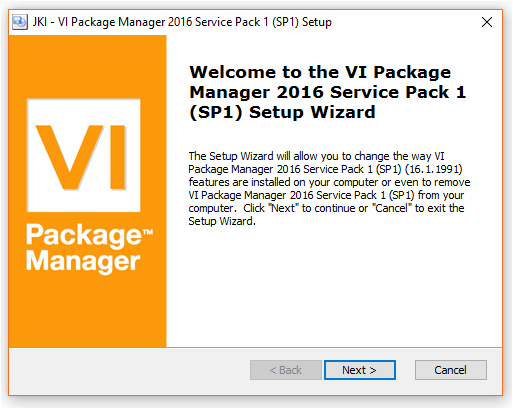 JKI - VI Package Manager 2016 Service Pack 1 (SP1) Setup
VI
Package™
Manager
Welcome to the VI Package
Manager 2016 Service Pack 1
(SP1) Setup Wizard
The Setup Wizard will allow you to change the way VI
Package Manager 2016 Service Pack 1 (SP1) (16.1.1991)
features are installed on your computer or even to remove
VI Package Manager 2016 Service Pack 1 (SP1) from your
computer.  Click "Next" to continue or "Cancel" to exit the
Setup Wizard.
< Back
Next >
Cancel